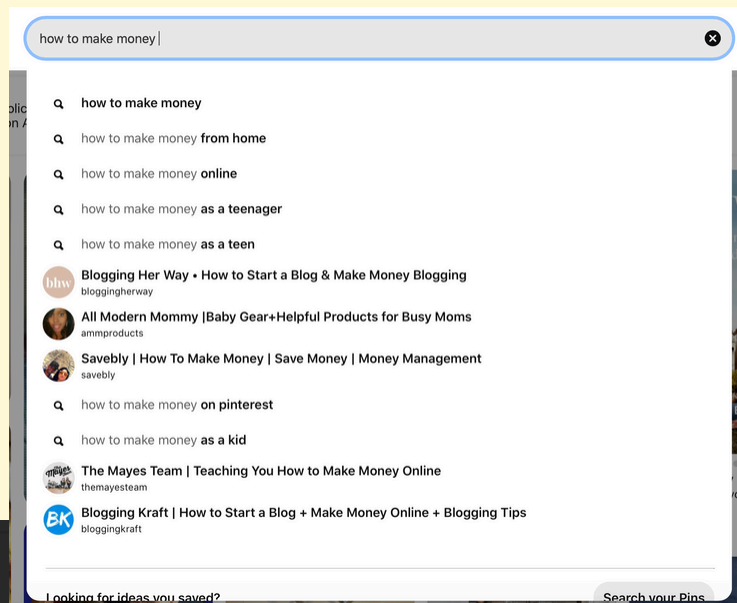 how to make money
olic
on A
how to make money
how to make money from home
how to make money online
how to make money as a teenager
how to make money as a teen
bhw
Blogging Her Way • How to Start a Blog & Make Money Blogging
bloggingherway
All Modern Mommy |Baby Gear+Helpful Products for Busy Moms
ammproducts
Savebly | How To Make Money | Save Money | Money Management
savebly
how to make money on pinterest
how to make money as a kid
mayes
The Mayes Team | Teaching You How to Make Money Online
themayesteam
BK
Blogging Kraft | How to Start a Blog + Make Money Online + Blogging Tips
bloggingkraft
Looking for ideas you saved?
Search your Pins